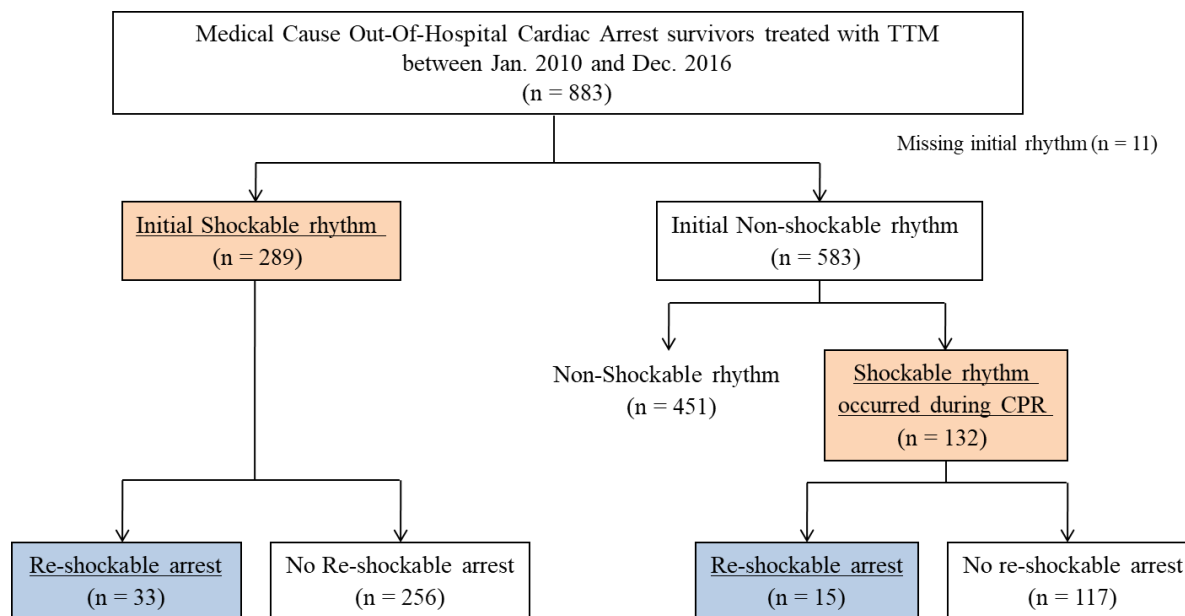 Medical Cause Out-Of-Hospital Cardiac Arrest survivors treated with TTM
between Jan. 2010 and Dec. 2016
(n = 883)
Missing initial rhythm (n = 11)
Initial Shockable rhythm
(n = 289)
Initial Non-shockable rhythm
(n = 583)
Non-Shockable rhythm
(n = 451)
Shockable rhythm
occurred during CPR
(n = 132)
Re-shockable arrest
(n = 33)
No Re-shockable arrest
(n = 256)
Re-shockable arrest
(n = 15)
No re-shockable arrest
(n = 117)